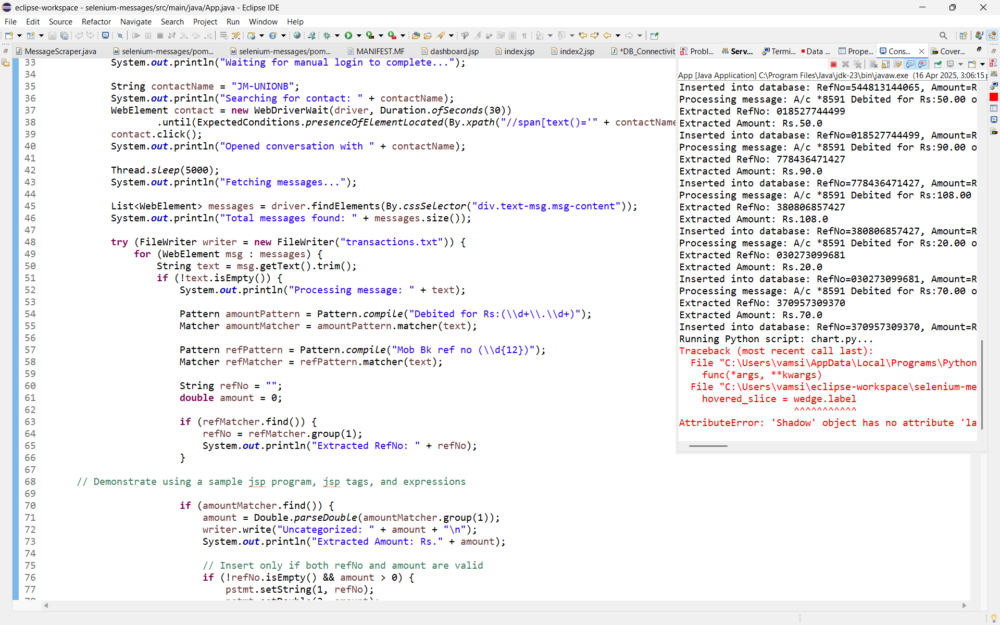 eclipse-workspace - selenium-messages/src/main/java/App.java - Eclipse IDE
File Edit Source Refactor Navigate Search Project Run Window Help
MessageScraper.java selenium-messages/pom... selenium-messages/pom... MANIFEST.MF dashboard.jsp index.jsp index2.jsp *DB_Connectivit
33 System.out.println("Waiting for manual login to complete...");
34
35 String contactName = "JM-UNIONB";
36 System.out.println("Searching for contact: " + contactName);
37 WebElement contact = new WebDriverWait(driver, Duration.ofSeconds(30))
38 .until(ExpectedConditions.presenceOfElementLocated(By.xpath("//span[text()='" + contactName
39 contact.click();
40 System.out.println("Opened conversation with " + contactName);
41
42 Thread.sleep(5000);
43 System.out.println("Fetching messages...");
44
45 List<WebElement> messages = driver.findElements(By.cssSelector("div.text-msg.msg-content"));
46 System.out.println("Total messages found: " + messages.size());
47
48 try (FileWriter writer = new FileWriter("transactions.txt")) {
49 for (WebElement msg : messages) {
50 String text = msg.getText().trim();
51 if (!text.isEmpty()) {
52 System.out.println("Processing message: " + text);
53
54 Pattern amountPattern = Pattern.compile("Debited for Rs:(\\d+\\.\\d+)");
55 Matcher amountMatcher = amountPattern.matcher(text);
56
57 Pattern refPattern = Pattern.compile("Mob Bk ref no (\\d{12})");
58 Matcher refMatcher = refPattern.matcher(text);
59
60 String refNo = "";
61 double amount = 0;
62
63 if (refMatcher.find()) {
64 refNo = refMatcher.group(1);
65 System.out.println("Extracted RefNo: " + refNo);
66 }
67
68 // Demonstrate using a sample jsp program, jsp tags, and expressions
69
70 if (amountMatcher.find()) {
71 amount = Double.parseDouble(amountMatcher.group(1));
72 writer.write("Uncategorized: " + amount + "\n");
73 System.out.println("Extracted Amount: Rs." + amount);
74
75 // Insert only if both refNo and amount are valid
76 if (!refNo.isEmpty() && amount > 0) {
77 pstmt.setString(1, refNo);
Probl... Serv... Termi... Data ... Prope... Cons... Cover...
App [Java Application] C:\Program Files\Java\jdk-23\bin\javaw.exe (16 Apr 2025, 3:06:15 p
Inserted into database: RefNo=544813144065, Amount=R
Processing message: A/c *8591 Debited for Rs:50.00 o
Extracted RefNo: 018527744499
Extracted Amount: Rs.50.0
Inserted into database: RefNo=018527744499, Amount=R
Processing message: A/c *8591 Debited for Rs:90.00 o
Extracted RefNo: 778436471427
Extracted Amount: Rs.90.0
Inserted into database: RefNo=778436471427, Amount=R
Processing message: A/c *8591 Debited for Rs:108.00
Extracted RefNo: 380806857427
Extracted Amount: Rs.108.0
Inserted into database: RefNo=380806857427, Amount=R
Processing message: A/c *8591 Debited for Rs:20.00 o
Extracted RefNo: 030273099681
Extracted Amount: Rs.20.0
Inserted into database: RefNo=030273099681, Amount=R
Processing message: A/c *8591 Debited for Rs:70.00 o
Extracted RefNo: 370957309370
Extracted Amount: Rs.70.0
Inserted into database: RefNo=370957309370, Amount=R
Running Python script: chart.py...
Traceback (most recent call last):
File "C:\Users\vamsi\AppData\Local\Programs\Python
func(*args, **kwargs)
File "C:\Users\vamsi\eclipse-workspace\selenium-me
hovered_slice = wedge.label
^^^^^^^^^^^
AttributeError: 'Shadow' object has no attribute 'la